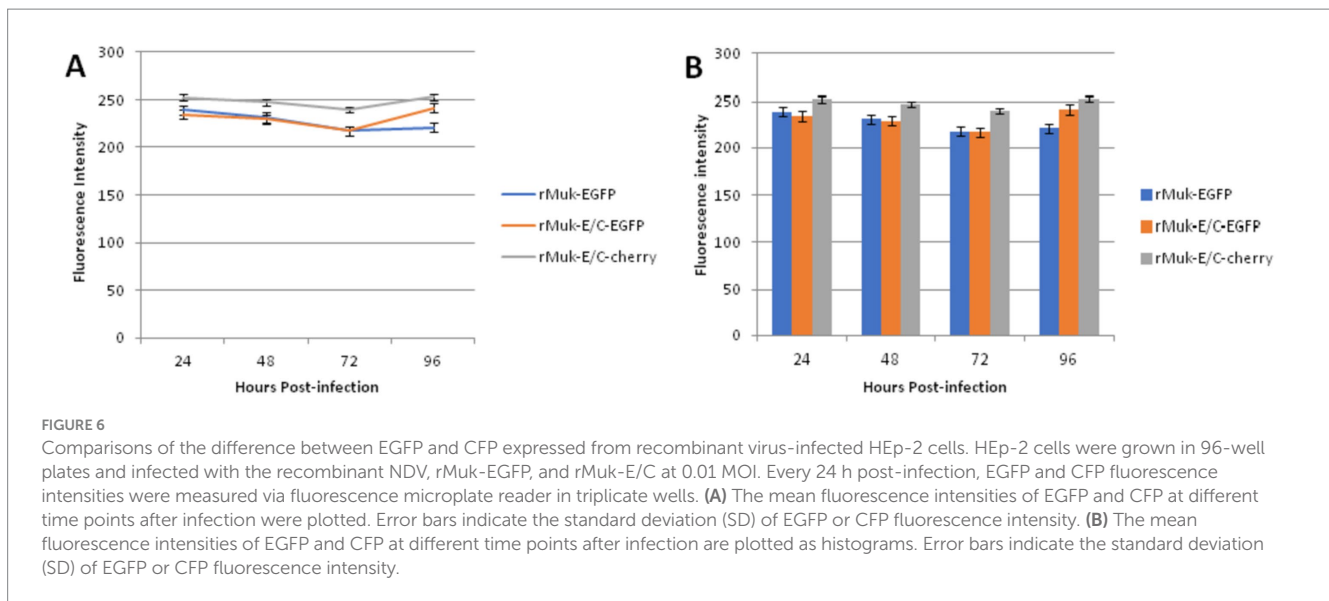 A
300
250
200
150
100
50
0
Fluorescence Intensity
24 48 72 96
Hours Post-infection
rMuk-EGFP
rMuk-E/C-EGFP
rMuk-E/C-cherry
B
300
250
200
150
100
50
0
Fluorescence intensity
24 48 72 96
Hours Post-infection
rMuk-EGFP
rMuk-E/C-EGFP
rMuk-E/C-cherry
FIGURE 6
Comparisons of the difference between EGFP and CFP expressed from recombinant virus-infected HEp-2 cells. HEp-2 cells were grown in 96-well
plates and infected with the recombinant NDV, rMuk-EGFP, and rMuk-E/C at 0.01 MOI. Every 24 h post-infection, EGFP and CFP fluorescence
intensities were measured via fluorescence microplate reader in triplicate wells. (A) The mean fluorescence intensities of EGFP and CFP at different
time points after infection were plotted. Error bars indicate the standard deviation (SD) of EGFP or CFP fluorescence intensity. (B) The mean
fluorescence intensities of EGFP and CFP at different time points after infection are plotted as histograms. Error bars indicate the standard deviation
(SD) of EGFP or CFP fluorescence intensity.